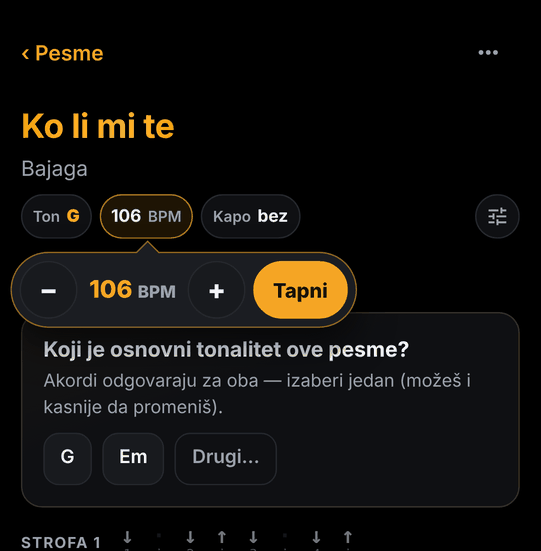 ‹ Pesme
Ko li mi te
Bajaga
Ton G 106 BPM Kapo bez
− 106 BPM + Tapni
Koji je osnovni tonalitet ove pesme?
Akordi odgovaraju za oba — izaberi jedan (možeš i
kasnije da promeniš).
G Em Drugi...
STROFA 1 ↓ ↓ ↑ ↓ ↓ ↑